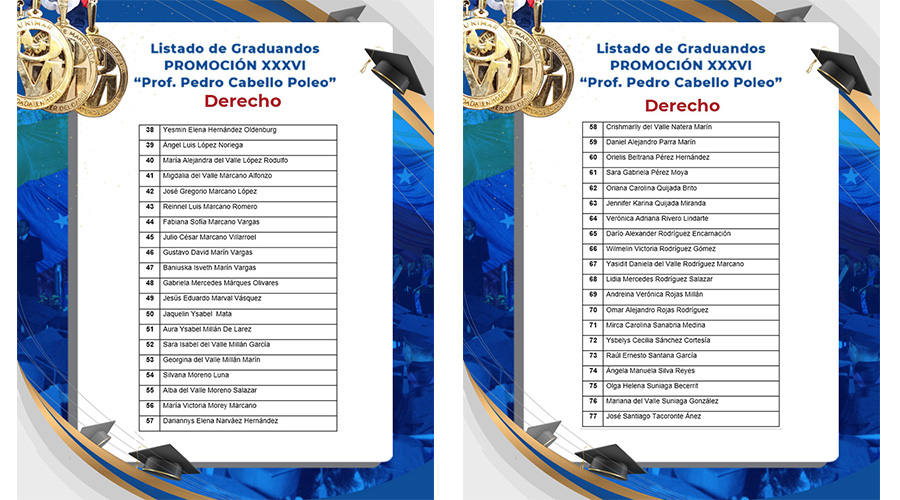 Listado de Graduandos
PROMOCIÓN XXXVI
“Prof. Pedro Cabello Poleo”
Derecho
38 Yesmin Elena Hernández Oldenburg
39 Ángel Luis López Noriega
40 María Alejandra del Valle López Rodulfo
41 Migdalia del Valle Marcano Alfonzo
42 José Gregorio Marcano López
43 Reinnel Luis Marcano Romero
44 Fabiana Sofía Marcano Vargas
45 Julio César Marcano Villarroel
46 Gustavo David Marín Vargas
47 Baniuska Isveth Marín Vargas
48 Gabriela Mercedes Márques Olivares
49 Jesús Eduardo Marval Vásquez
50 Jaquelin Ysabel Mata
51 Aura Ysabel Millán De Larez
52 Sara Isabel del Valle Millán García
53 Georgina del Valle Millán Marín
54 Silvana Moreno Luna
55 Alba del Valle Moreno Salazar
56 María Victoria Morey Marcano
57 Dariannys Elena Narváez Hernández
Listado de Graduandos
PROMOCIÓN XXXVI
“Prof. Pedro Cabello Poleo”
Derecho
58 Crishmarlly del Valle Natera Marín
59 Daniel Alejandro Parra Marín
60 Orielis Beltrana Pérez Hernández
61 Sara Gabriela Pérez Moya
62 Oriana Carolina Quijada Brito
63 Jennifer Karina Quijada Miranda
64 Verónica Adriana Rivero Lindarte
65 Darío Alexander Rodríguez Encarnación
66 Wilmelin Victoria Rodríguez Gómez
67 Yasidit Daniela del Valle Rodríguez Marcano
68 Lidia Mercedes Rodríguez Salazar
69 Andreina Verónica Rojas Millán
70 Omar Alejandro Rojas Rodríguez
71 Mirca Carolina Sanabria Medina
72 Ysbelys Cecilia Sánchez Cortesía
73 Raúl Ernesto Santana García
74 Ángela Manuela Silva Reyes
75 Olga Helena Suniaga Becerrit
76 Mariana del Valle Suniaga González
77 José Santiago Tacoronte Ánez